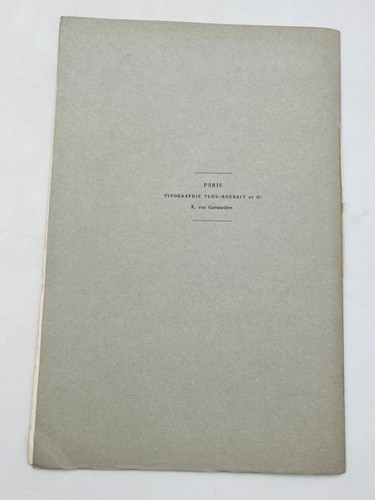 PARIS
TYPOGRAPHIE PLON-NOURRIT ET Cie
8, rue Garancière